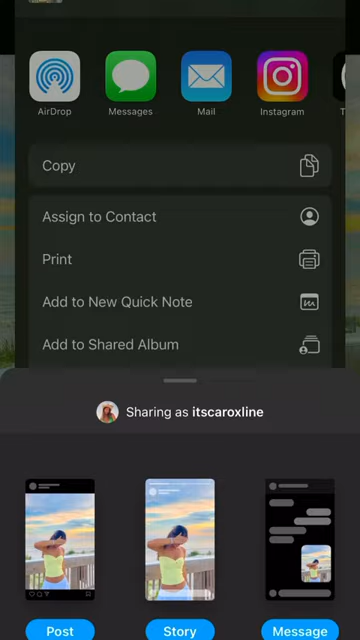 AirDrop
Messages
Mail
Instagram
Copy
Assign to Contact
Print
Add to New Quick Note
Add to Shared Album
Sharing as itscaroxline
Post
Story
Message